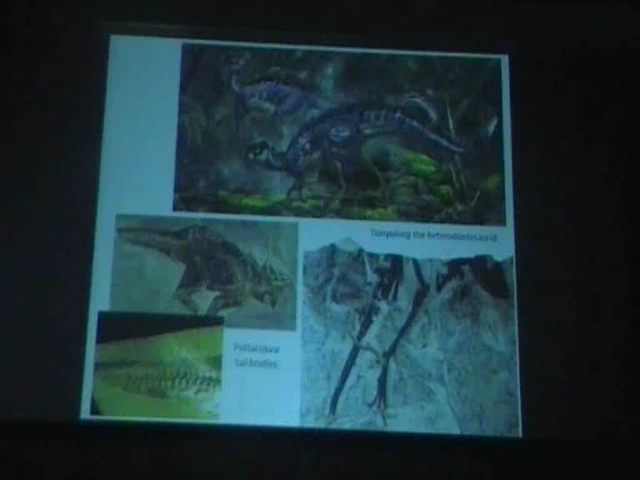 Tianyulong the heterodontosaurid
Psittacosaur
tail bristles